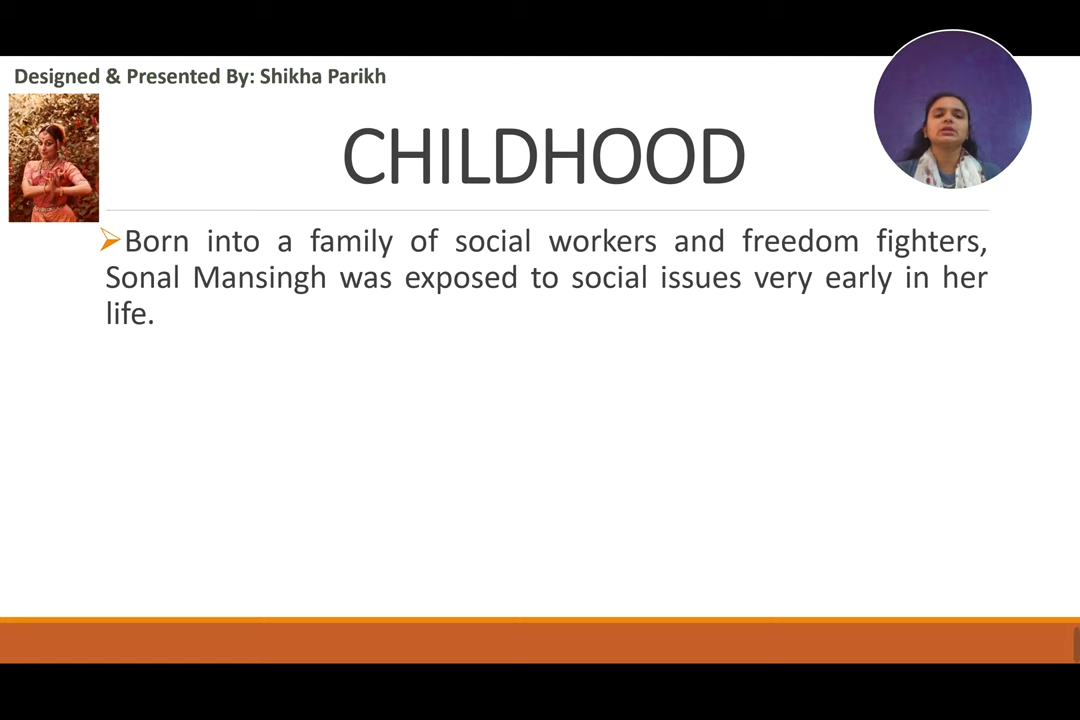 Designed & Presented By: Shikha Parikh
CHILDHOOD
Born into a family of social workers and freedom fighters,
Sonal Mansingh was exposed to social issues very early in her
life.